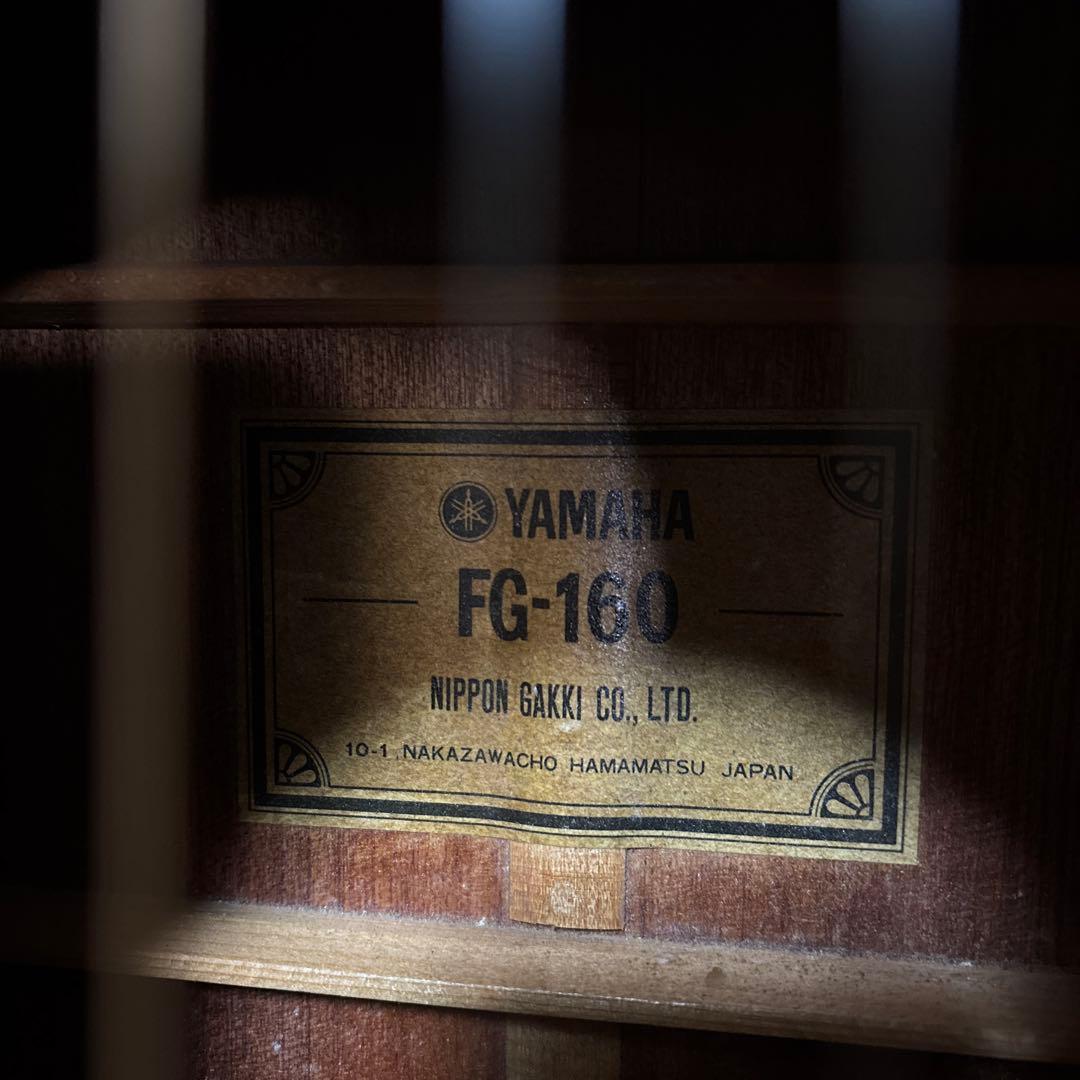 YAMAHA
FG-160
NIPPON GAKKI CO., LTD.
10-1, NAKAZAWACHO HAMAMATSU JAPAN